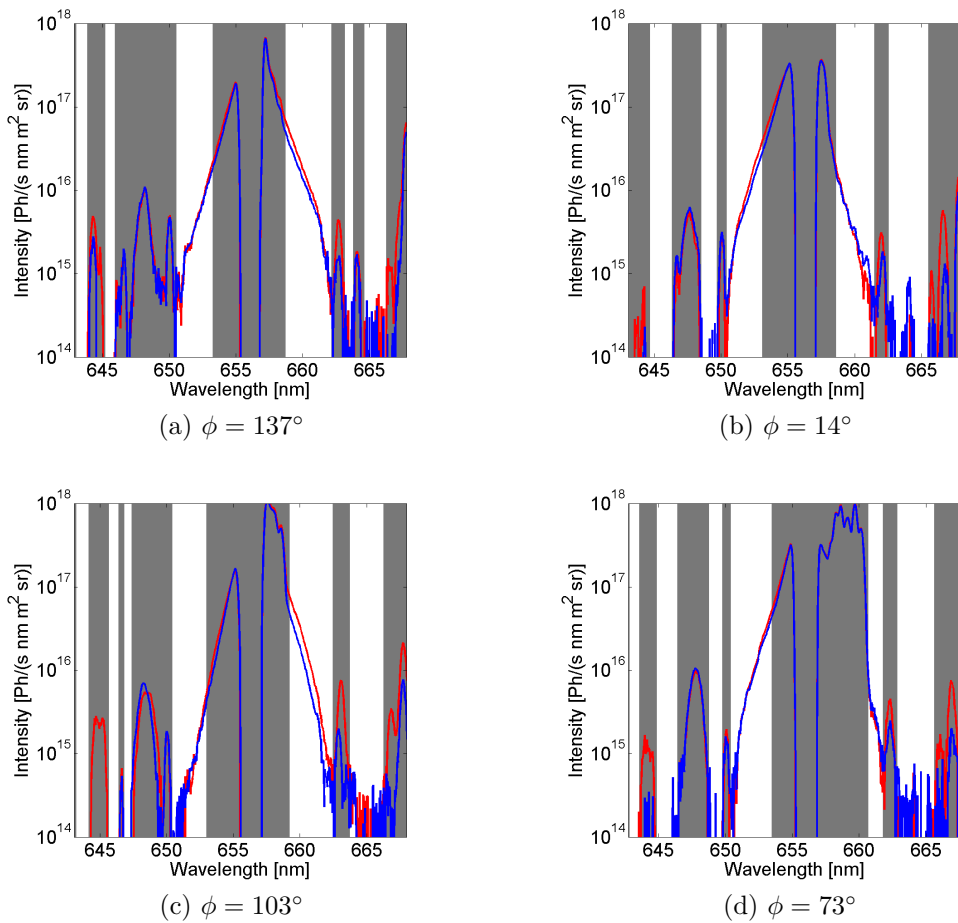 10^18
10^17
10^16
10^15
10^14
Intensity [Ph/(s nm m^2 sr)]
645 650 655 660 665
Wavelength [nm]
(a) ϕ = 137°
10^18
10^17
10^16
10^15
10^14
Intensity [Ph/(s nm m^2 sr)]
645 650 655 660 665
Wavelength [nm]
(b) ϕ = 14°
10^18
10^17
10^16
10^15
10^14
Intensity [Ph/(s nm m^2 sr)]
645 650 655 660 665
Wavelength [nm]
(c) ϕ = 103°
10^18
10^17
10^16
10^15
10^14
Intensity [Ph/(s nm m^2 sr)]
645 650 655 660 665
Wavelength [nm]
(d) ϕ = 73°